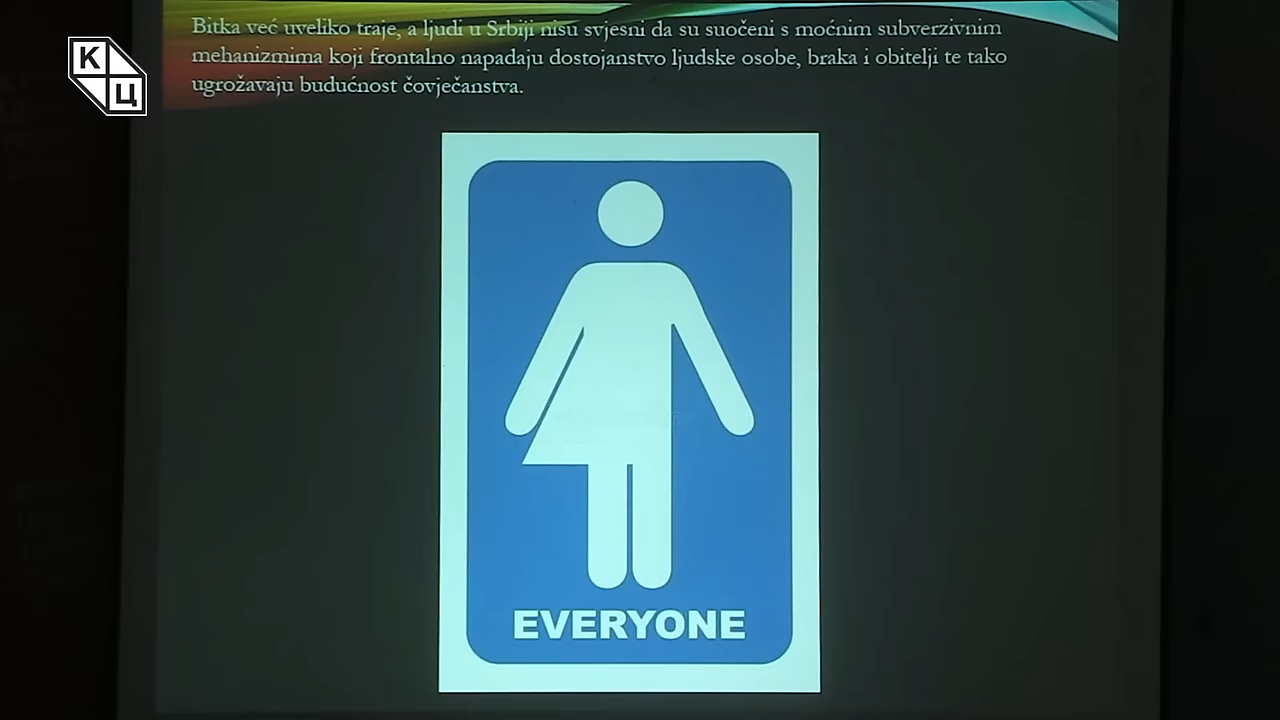 Bitka već uveliko traje, a ljudi u Srbiji nisu svjesni da su suočeni s moćnim subverzivnim
mehanizmima koji frontalno napadaju dostojanstvo ljudske osobe, braka i obitelji te tako
ugrožavaju budućnost čovječanstva.
К
Ц
EVERYONE